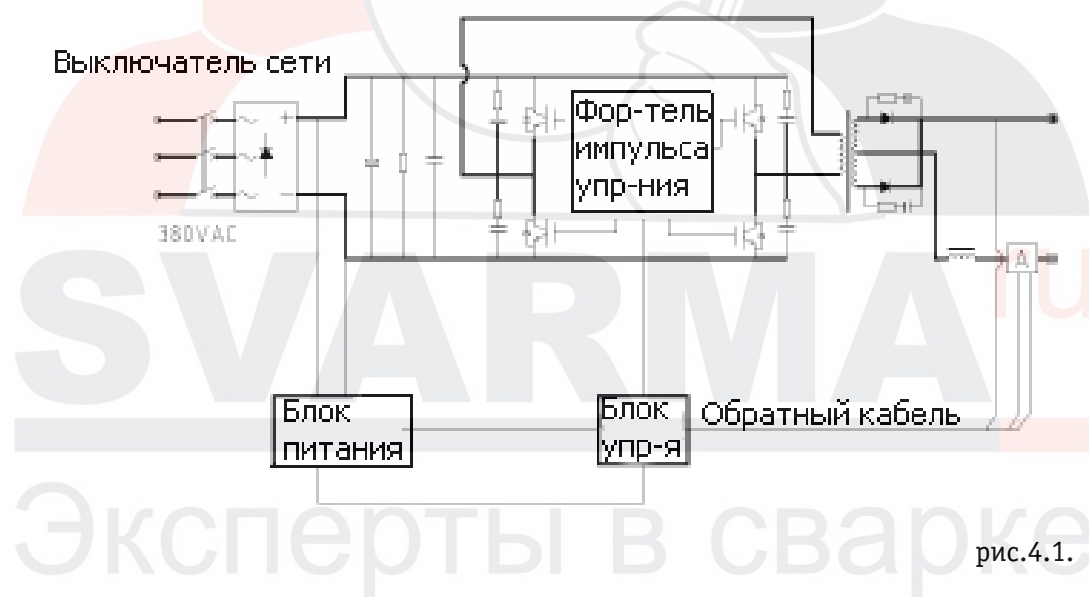 Выключатель сети
Фор-тель
импульса
упр-ния
380VAC
A
SVARMA
ru
Блок
питания
Блок
упр-я
Обратный кабель
Эксперты в сварке
рис.4.1.